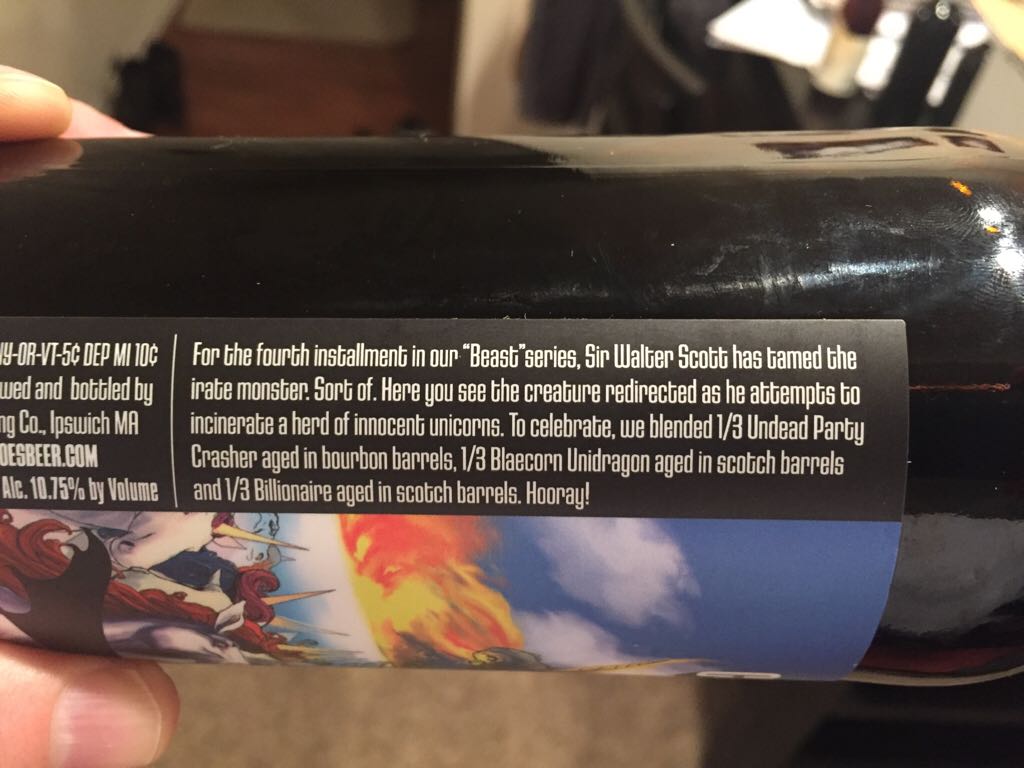 -OR-VT-5¢ DEP MI 10¢
and bottled by
Co., Ipswich MA
OESBEER.COM
Alc. 10.75% by Volume
For the fourth installment in our "Beast"series, Sir Walter Scott has tamed the
irate monster. Sort of. Here you see the creature redirected as he attempts to
incinerate a herd of innocent unicorns. To celebrate, we blended 1/3 Undead Party
Crasher aged in bourbon barrels, 1/3 Blaecorn Unidragon aged in scotch barrels
and 1/3 Billionaire aged in scotch barrels. Hooray!